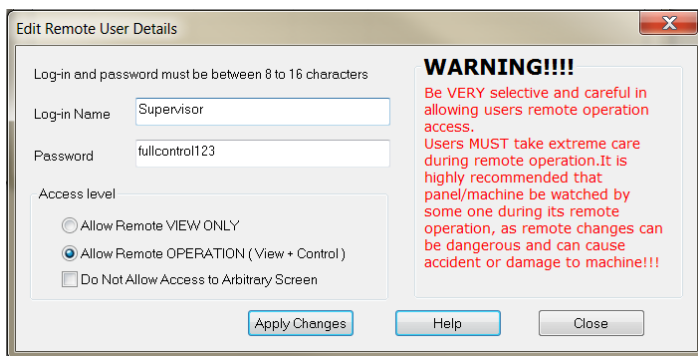 Edit Remote User Details
X
Log-in and password must be between 8 to 16 characters
Log-in Name
Supervisor
Password
fullcontrol123
Access level
Allow Remote VIEW ONLY
Allow Remote OPERATION ( View + Control )
Do Not Allow Access to Arbitrary Screen
WARNING!!!!
Be VERY selective and careful in
allowing users remote operation
access.
Users MUST take extreme care
during remote operation.It is
highly recommended that
panel/machine be watched by
some one during its remote
operation, as remote changes can
be dangerous and can cause
accident or damage to machine!!!
Apply Changes
Help
Close